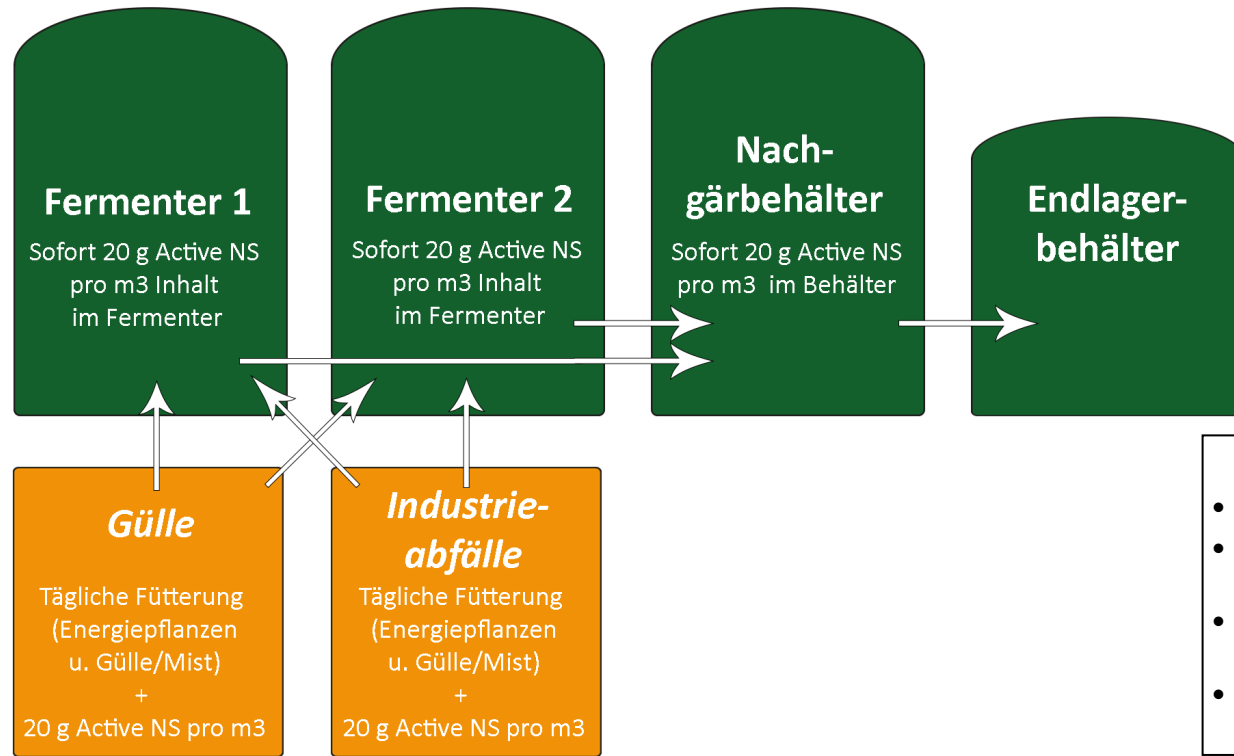 Fermenter 1
Sofort 20 g Active NS
pro m3 Inhalt
im Fermenter
Fermenter 2
Sofort 20 g Active NS
pro m3 Inhalt
im Fermenter
Nach-
gärbehälter
Sofort 20 g Active NS
pro m3 im Behälter
Endlager-
behälter
Gülle
Tägliche Fütterung
(Energiepflanzen
u. Gülle/Mist)
+
20 g Active NS pro m3
Industrie-
abfälle
Tägliche Fütterung
(Energiepflanzen
u. Gülle/Mist)
+
20 g Active NS pro m3